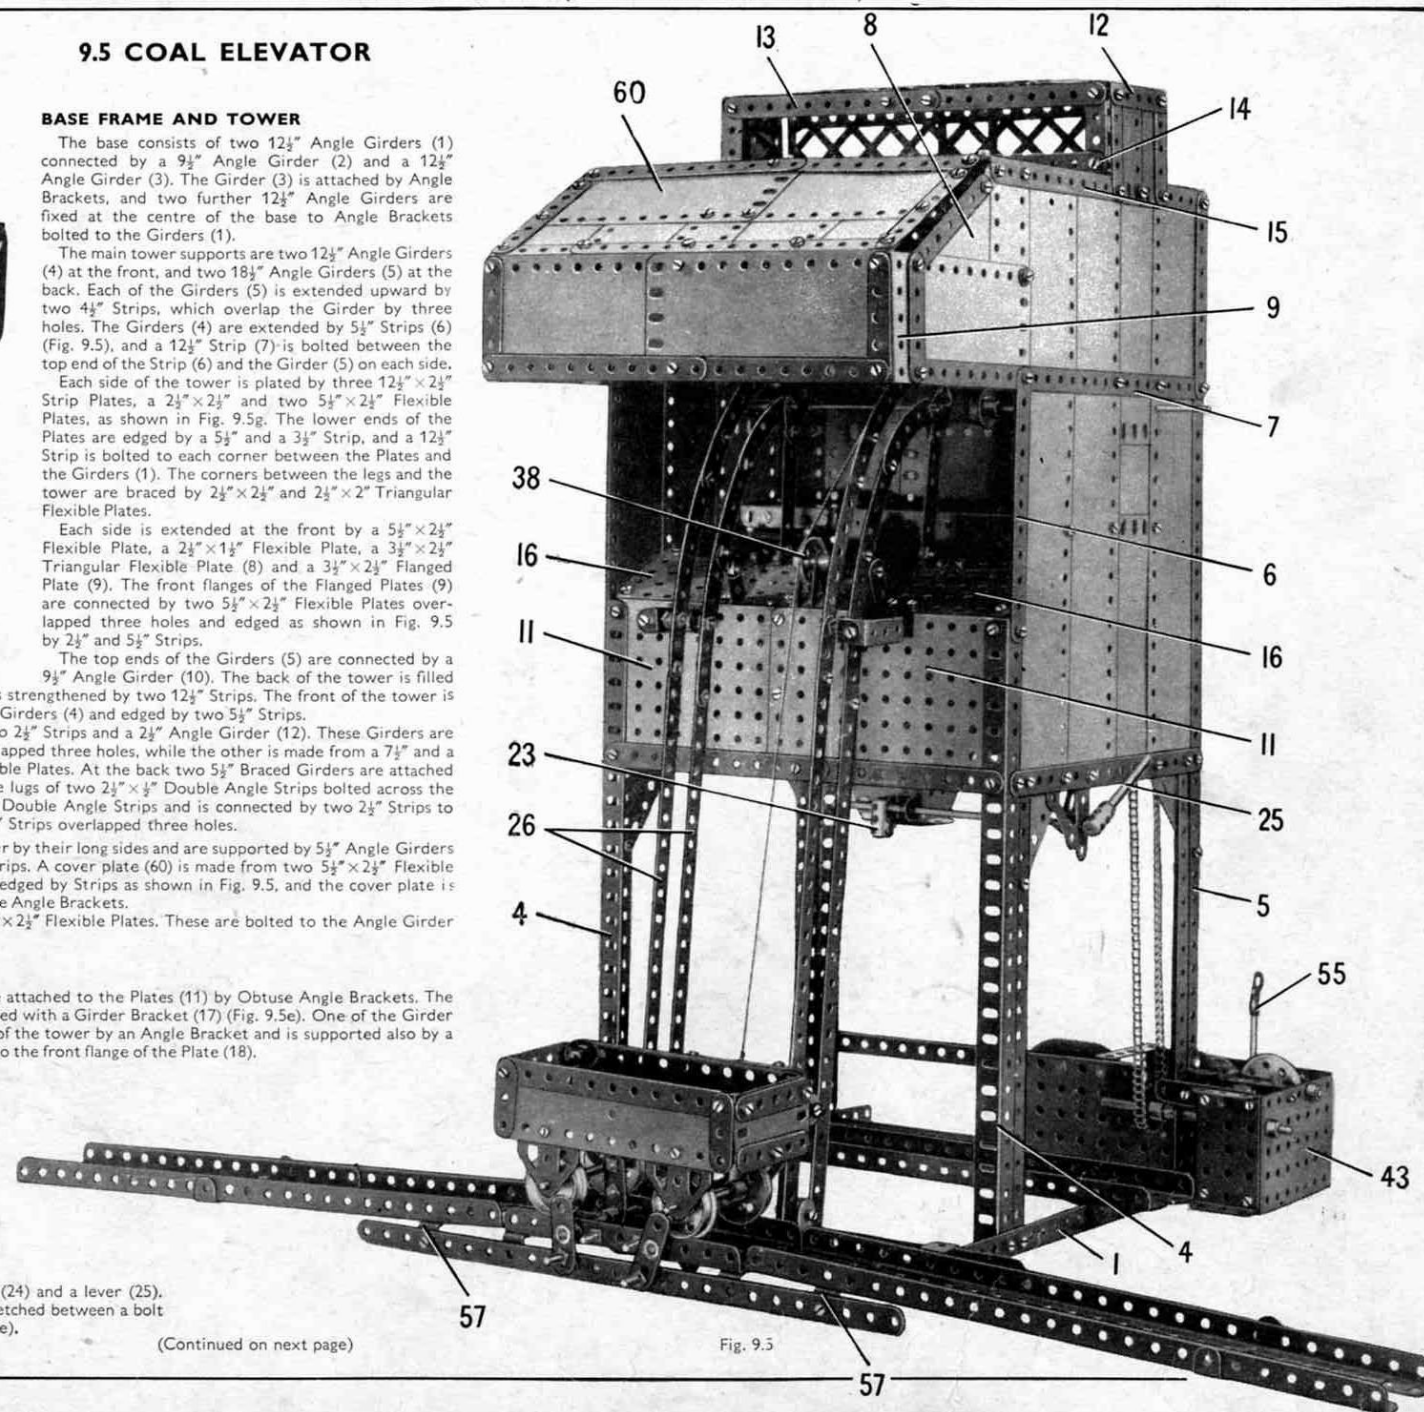 9.5 COAL ELEVATOR
BASE FRAME AND TOWER
The base consists of two 12½″ Angle Girders (1)
connected by a 9½″ Angle Girder (2) and a 12½″
Angle Girder (3). The Girder (3) is attached by Angle
Brackets, and two further 12½″ Angle Girders are
fixed at the centre of the base to Angle Brackets
bolted to the Girders (1).
The main tower supports are two 12½″ Angle Girders
(4) at the front, and two 18½″ Angle Girders (5) at the
back. Each of the Girders (5) is extended upward by
two 4½″ Strips, which overlap the Girder by three
holes. The Girders (4) are extended by 5½″ Strips (6)
(Fig. 9.5), and a 12½″ Strip (7) is bolted between the
top end of the Strip (6) and the Girder (5) on each side.
Each side of the tower is plated by three 12½″×2½″
Strip Plates, a 2½″×2½″ and two 5½″×2½″ Flexible
Plates, as shown in Fig. 9.5g. The lower ends of the
Plates are edged by a 5½″ and a 3½″ Strip, and a 12½″
Strip is bolted to each corner between the Plates and
the Girders (1). The corners between the legs and the
tower are braced by 2½″×2½″ and 2½″×2″ Triangular
Flexible Plates.
Each side is extended at the front by a 5½″×2½″
Flexible Plate, a 2½″×1½″ Flexible Plate, a 3½″×2½″
Triangular Flexible Plate (8) and a 3½″×2½″ Flanged
Plate (9). The front flanges of the Flanged Plates (9)
are connected by two 5½″×2½″ Flexible Plates over-
lapped three holes and edged as shown in Fig. 9.5
by 2½″ and 5½″ Strips.
The top ends of the Girders (5) are connected by a
9½″ Angle Girder (10). The back of the tower is filled
strengthened by two 12½″ Strips. The front of the tower is
Girders (4) and edged by two 5½″ Strips.
o 2½″ Strips and a 2½″ Angle Girder (12). These Girders are
apped three holes, while the other is made from a 7½″ and a
ble Plates. At the back two 5½″ Braced Girders are attached
e lugs of two 2½″×½″ Double Angle Strips bolted across the
Double Angle Strips and is connected by two 2½″ Strips to
″ Strips overlapped three holes.
r by their long sides and are supported by 5½″ Angle Girders
rips. A cover plate (60) is made from two 5½″×2½″ Flexible
edged by Strips as shown in Fig. 9.5, and the cover plate is
e Angle Brackets.
×2½″ Flexible Plates. These are bolted to the Angle Girder
attached to the Plates (11) by Obtuse Angle Brackets. The
ed with a Girder Bracket (17) (Fig. 9.5e). One of the Girder
of the tower by an Angle Bracket and is supported also by a
o the front flange of the Plate (18).
(24) and a lever (25).
etched between a bolt
e).
(Continued on next page)
13
8
12
60
14
15
9
7
38
16
6
11
16
23
11
26
25
4
5
55
43
1
4
57
57
Fig. 9.5